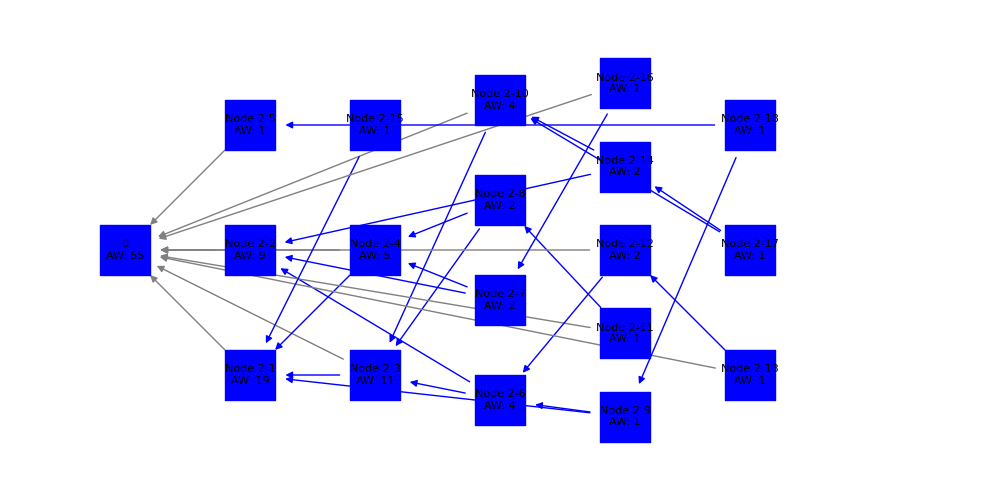 0
AW: 55
Node 2-5
AW: 1
Node 2-2
AW: 9
Node 2-1
AW: 19
Node 2-15
AW: 1
Node 2-4
AW: 5
Node 2-3
AW: 11
Node 2-10
AW: 4
Node 2-8
AW: 2
Node 2-7
AW: 2
Node 2-6
AW: 4
Node 2-16
AW: 1
Node 2-14
AW: 2
Node 2-12
AW: 2
Node 2-11
AW: 1
Node 2-9
AW: 1
Node 2-18
AW: 1
Node 2-17
AW: 1
Node 2-13
AW: 1